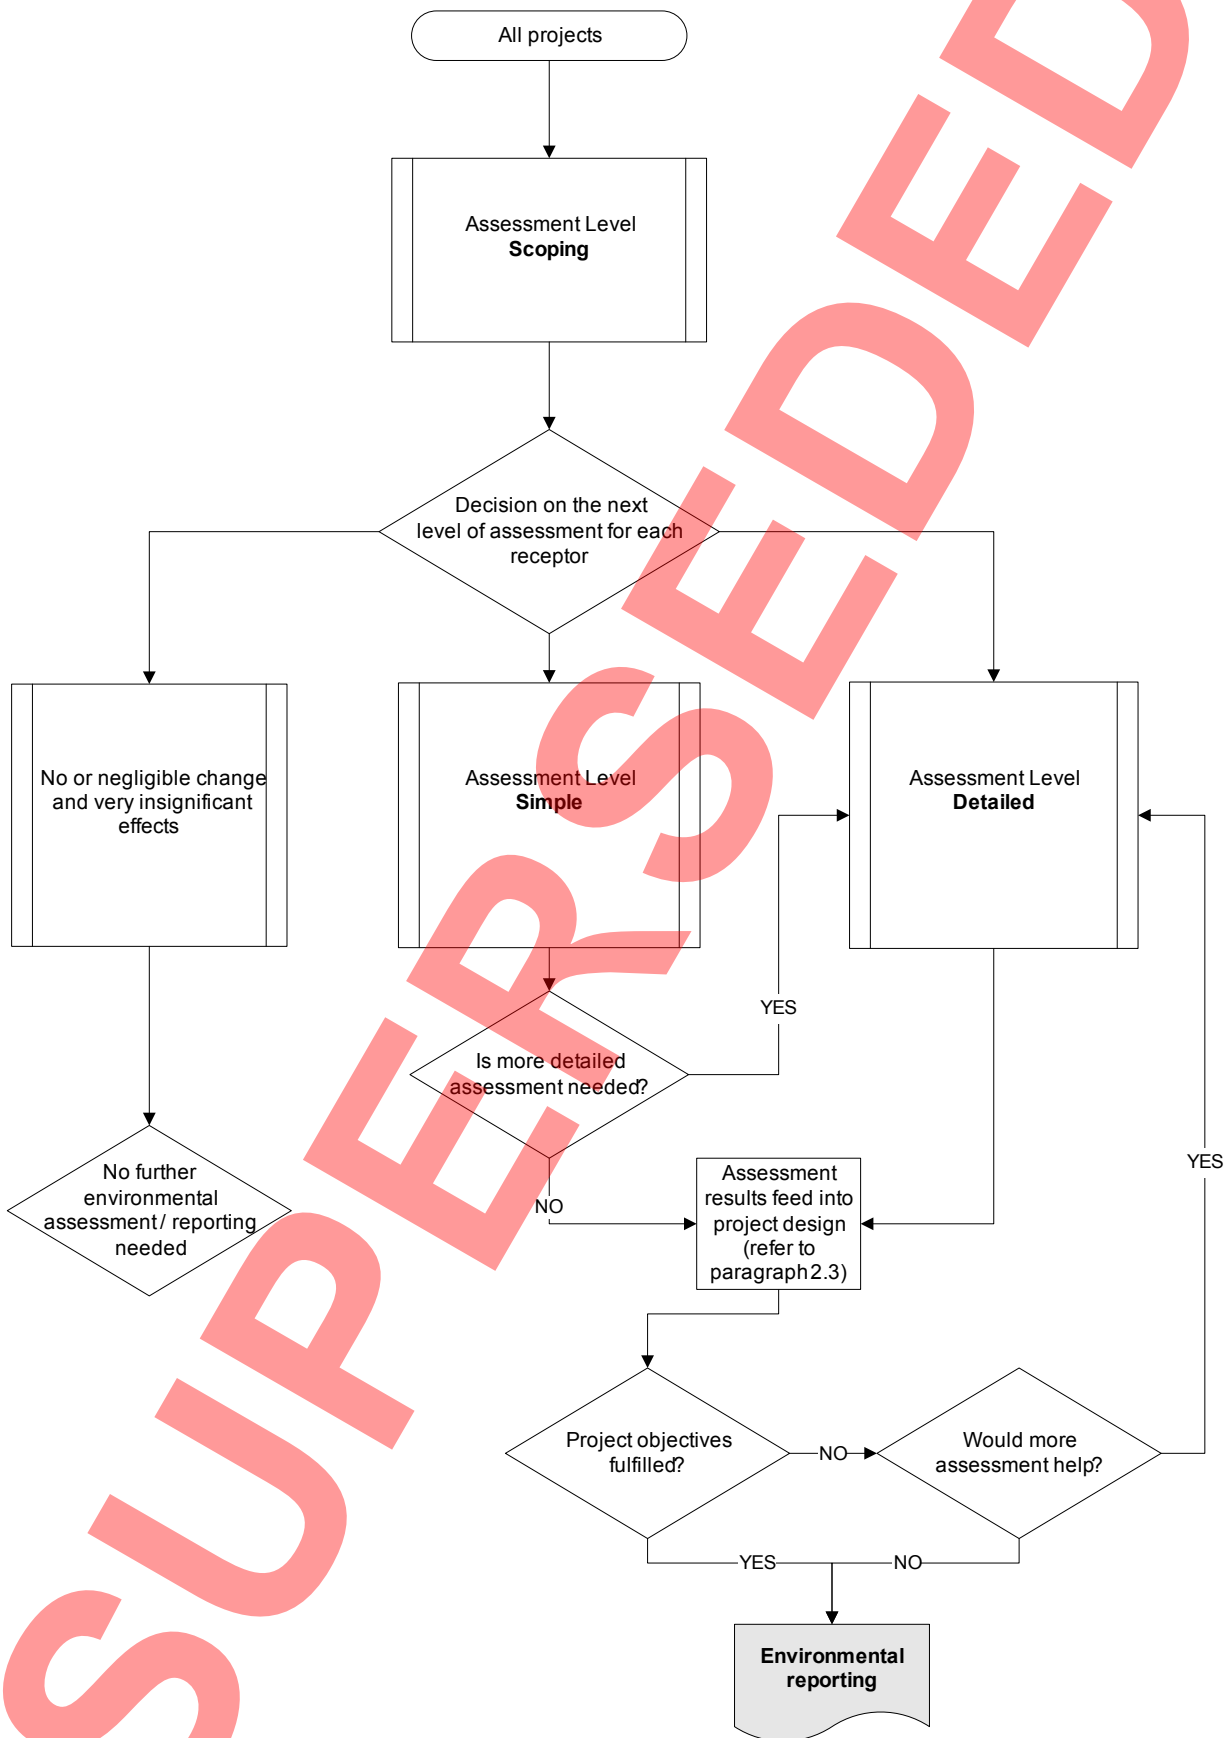 All projects
Assessment Level
Scoping
Decision on the next
level of assessment for each
receptor
No or negligible change
and very insignificant
effects
Assessment Level
Simple
Assessment Level
Detailed
YES
Is more detailed
assessment needed?
NO
No further
environmental
assessment / reporting
needed
Assessment
results feed into
project design
(refer to
paragraph 2.3)
YES
Project objectives
fulfilled?
NO
Would more
assessment help?
YES
NO
Environmental
reporting
SUPERSEDED